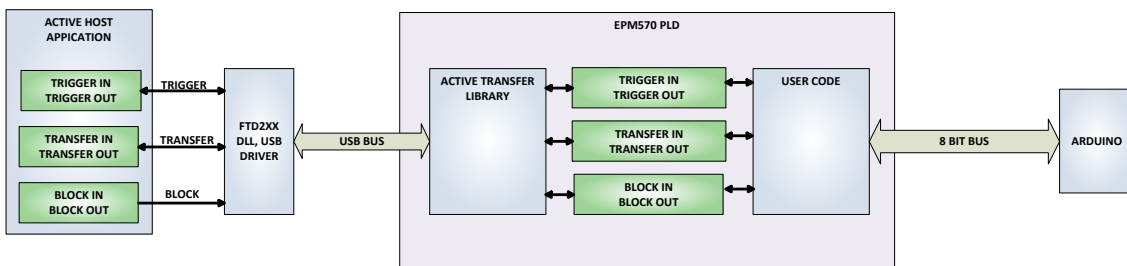 ACTIVE HOST
APPICATION
TRIGGER IN
TRIGGER OUT
TRANSFER IN
TRANSFER OUT
BLOCK IN
BLOCK OUT
TRIGGER
TRANSFER
BLOCK
FTD2XX
DLL, USB
DRIVER
USB BUS
EPM570 PLD
ACTIVE TRANSFER
LIBRARY
TRIGGER IN
TRIGGER OUT
TRANSFER IN
TRANSFER OUT
BLOCK IN
BLOCK OUT
USER CODE
8 BIT BUS
ARDUINO